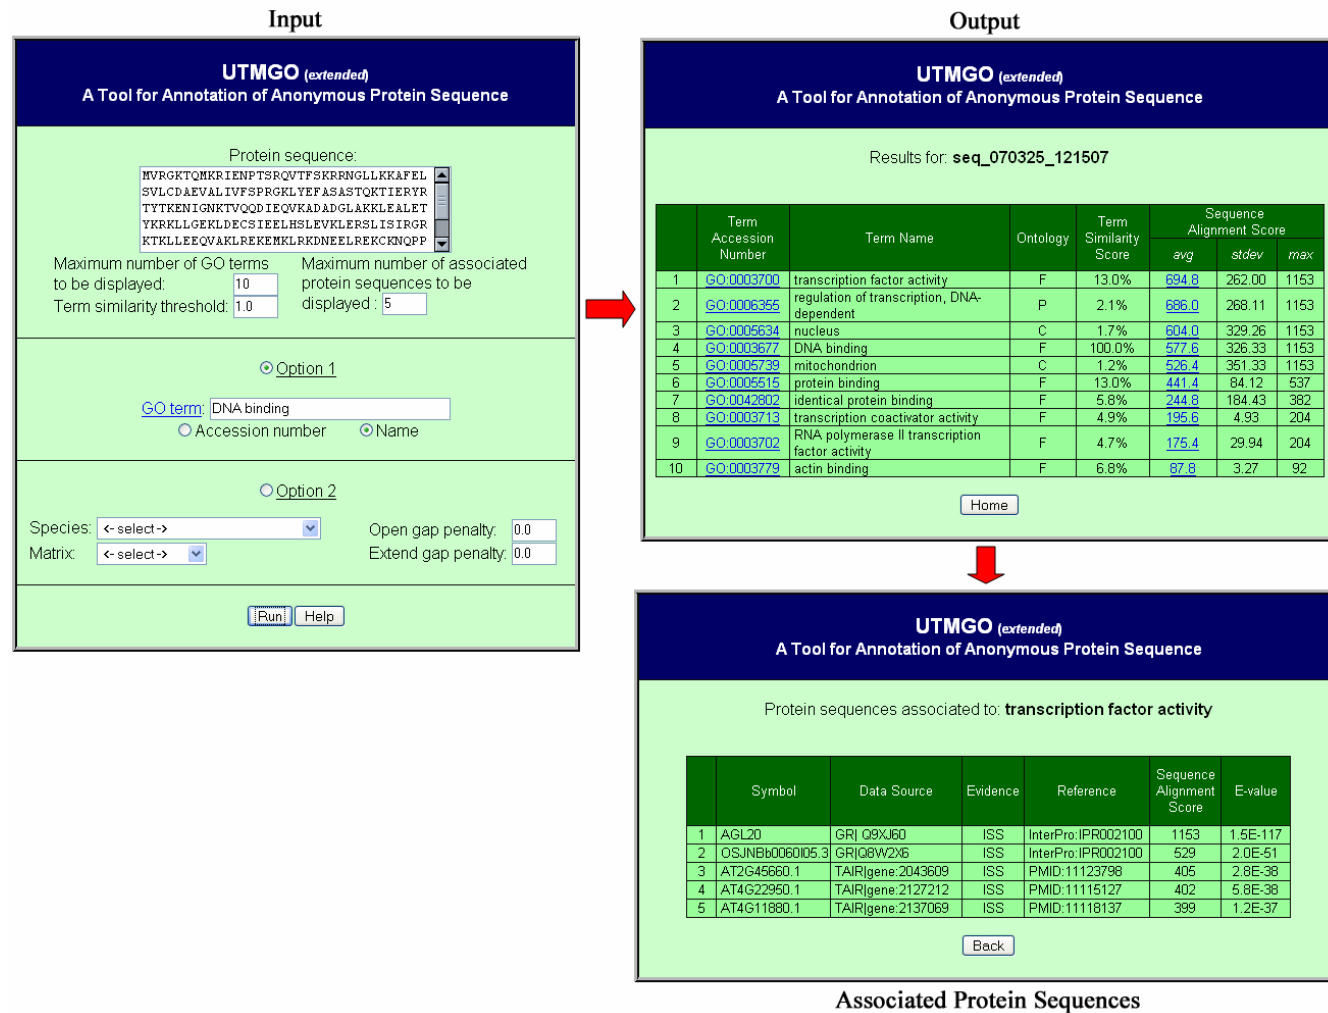 Input
UTMGO (extended)
A Tool for Annotation of Anonymous Protein Sequence
Protein sequence:
MVRGKTQMKRIENPTSRQVTFSKRRNGLLKKAFEL
SVLCDAEVALIVFSPRGKLYEFASASTQKTIERYR
TYTKENIGNKTVQQDIEQVKADADGLAKKLEALET
YKRKLLGEKLDECSIEELHSLEVKLERSLISIRGR
KTKLLEEQVAKLREKEMKLRKDNEELREKCKNQPP
Maximum number of GO terms
to be displayed: 10
Term similarity threshold: 1.0
Maximum number of associated
protein sequences to be
displayed : 5
Option 1
GO term: DNA binding
Accession number Name
Option 2
Species: <- select -> Open gap penalty: 0.0
Matrix: <- select -> Extend gap penalty: 0.0
Run Help
Output
UTMGO (extended)
A Tool for Annotation of Anonymous Protein Sequence
Results for: seq_070325_121507
Term Accession Number Term Name Ontology Term Similarity Score Sequence Alignment Score
avg stdev max
1 GO:0003700 transcription factor activity F 13.0% 694.8 262.00 1153
2 GO:0006355 regulation of transcription, DNA-dependent P 2.1% 686.0 268.11 1153
3 GO:0005634 nucleus C 1.7% 604.0 329.26 1153
4 GO:0003677 DNA binding F 100.0% 577.6 326.33 1153
5 GO:0005739 mitochondrion C 1.2% 526.4 351.33 1153
6 GO:0005515 protein binding F 13.0% 441.4 84.12 537
7 GO:0042802 identical protein binding F 5.8% 244.8 184.43 382
8 GO:0003713 transcription coactivator activity F 4.9% 195.6 4.93 204
9 GO:0003702 RNA polymerase II transcription factor activity F 4.7% 175.4 29.94 204
10 GO:0003779 actin binding F 6.8% 87.8 3.27 92
Home
UTMGO (extended)
A Tool for Annotation of Anonymous Protein Sequence
Protein sequences associated to: transcription factor activity
Symbol Data Source Evidence Reference Sequence Alignment Score E-value
1 AGL20 GR| Q9XJ60 ISS InterPro:IPR002100 1153 1.5E-117
2 OSJNBb0060I05.3 GR|Q8W2X6 ISS InterPro:IPR002100 529 2.0E-51
3 AT2G45660.1 TAIR|gene:2043609 ISS PMID:11123798 405 2.8E-38
4 AT4G22950.1 TAIR|gene:2127212 ISS PMID:11115127 402 5.8E-38
5 AT4G11880.1 TAIR|gene:2137069 ISS PMID:11118137 399 1.2E-37
Back
Associated Protein Sequences